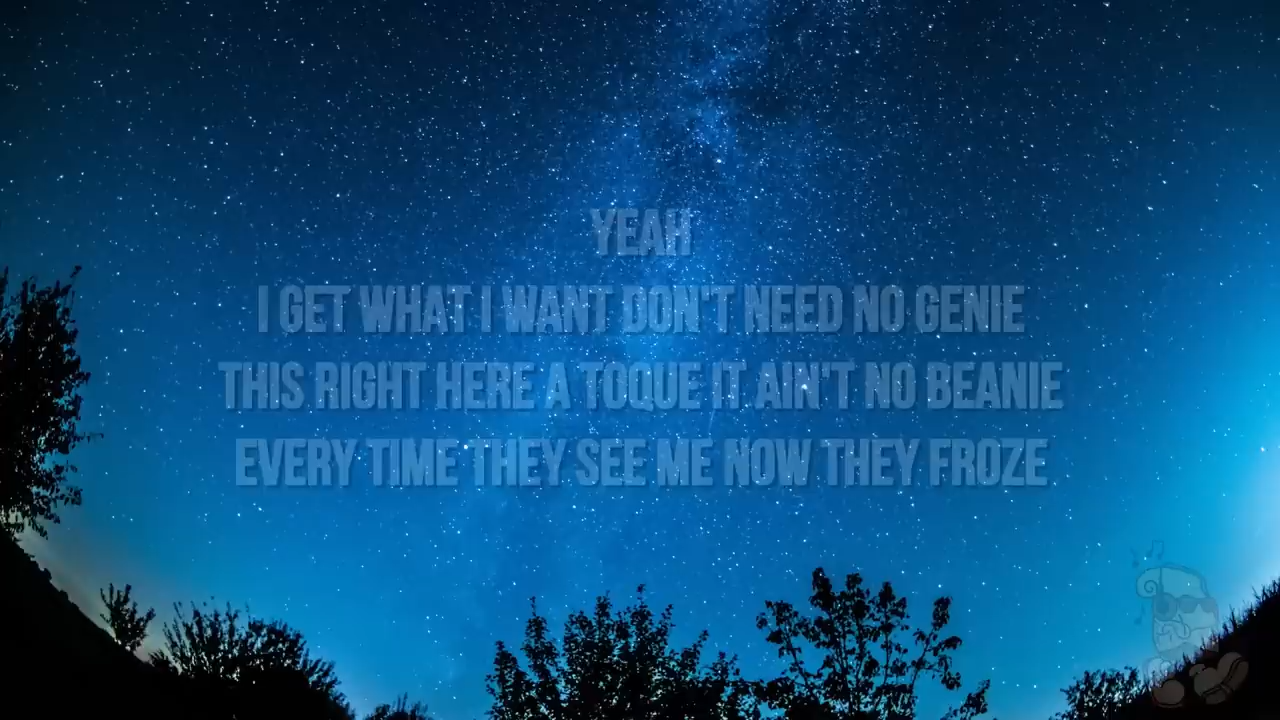 YEAH
I GET WHAT I WANT DON'T NEED NO GENIE
THIS RIGHT HERE A TOQUE IT AIN'T NO BEANIE
EVERY TIME THEY SEE ME NOW THEY FROZE